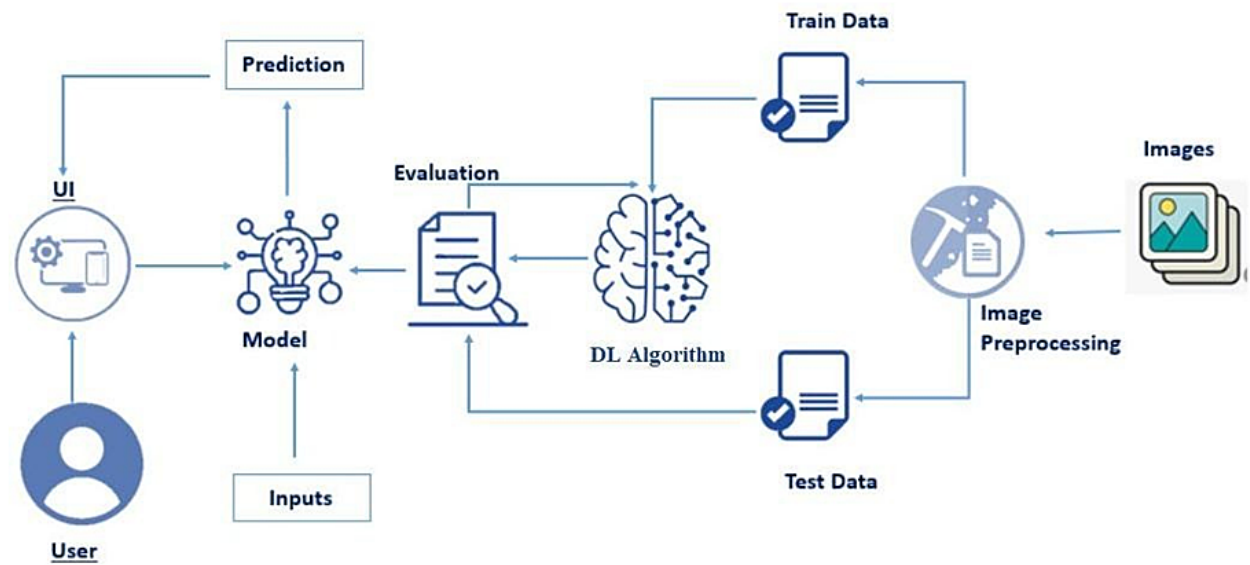 Train Data
Prediction
Images
Evaluation
UI
Image
Preprocessing
Model
DL Algorithm
Test Data
Inputs
User